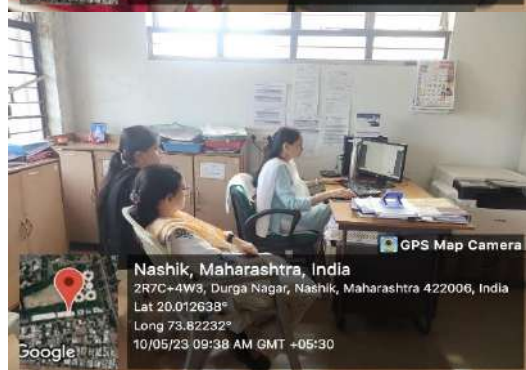 GPS Map Camera
Nashik, Maharashtra, India
2R7C+4W3, Durga Nagar, Nashik, Maharashtra 422006, India
Lat 20.012638°
Long 73.82232°
10/05/23 09:38 AM GMT +05:30
Google